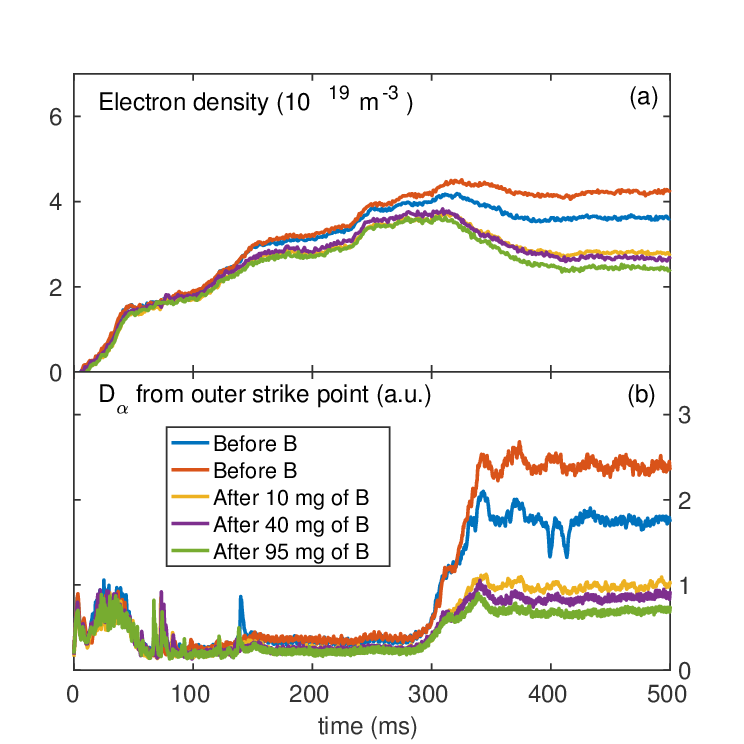 Electron density (10 19 m-3 )
(a)
6
4
2
0
Dα from outer strike point (a.u.)
(b)
Before B
Before B
After 10 mg of B
After 40 mg of B
After 95 mg of B
3
2
1
0
0 100 200 300 400 500
time (ms)